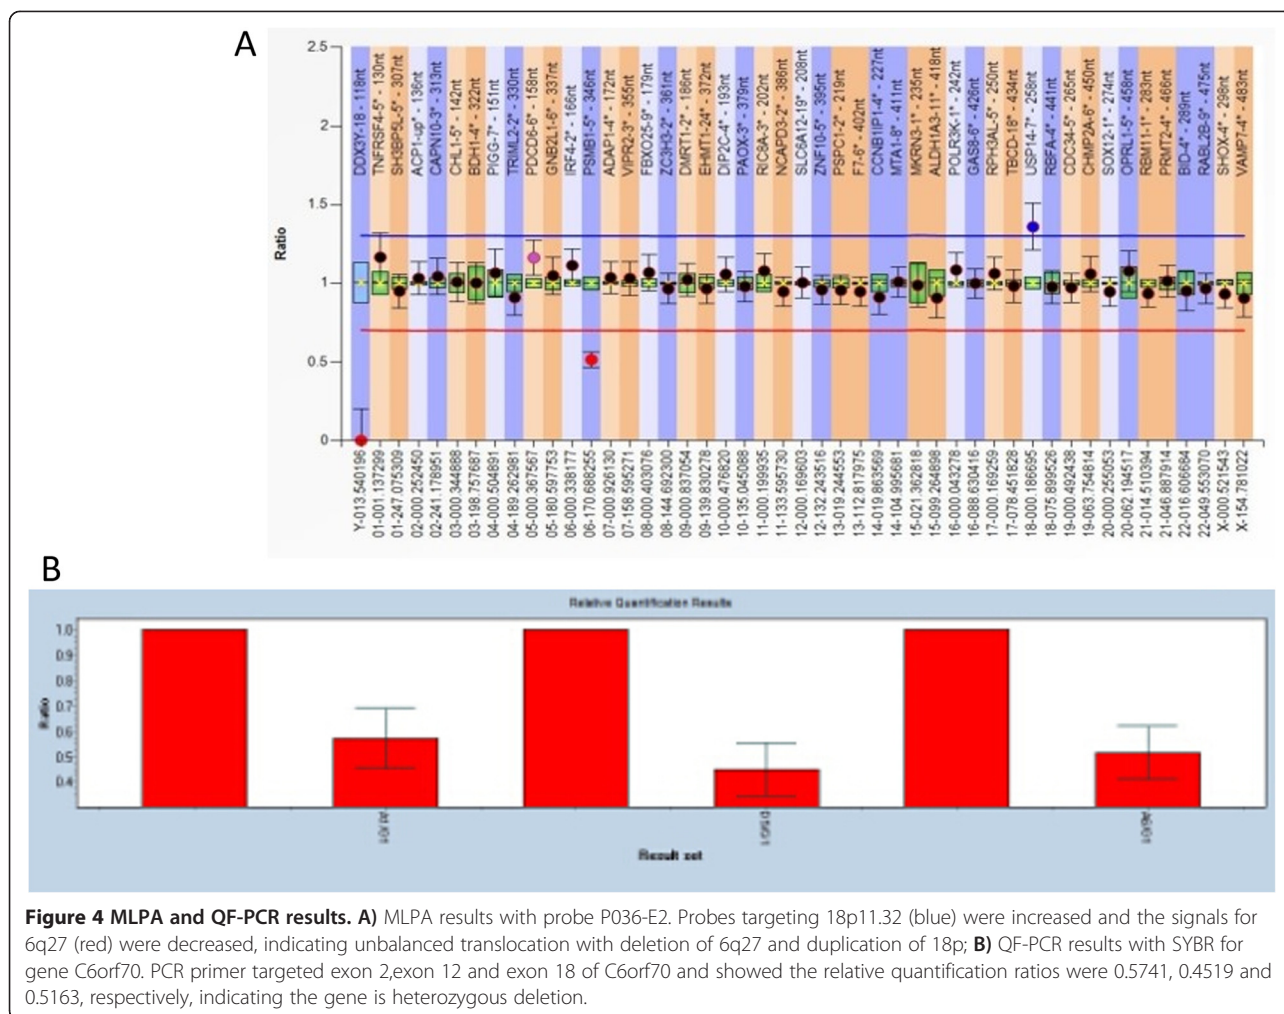 A
2.5
2
1.5
1
0.5
0
Ratio
DDX3Y-18 - 118nt
TNFRSF4-5* - 130nt
SH3BP5L-5* - 307nt
ACP1-up* - 136nt
CAPN10-3* - 313nt
CHL1-5* - 142nt
BDH1-4* - 322nt
PIGG-7* - 151nt
TRIML2-2* - 330nt
PDCD6-6* - 158nt
GNB2L1-6* - 337nt
IRF4-2* - 166nt
PSMB1-5* - 346nt
ADAP1-4* - 172nt
VIPR2-3* - 355nt
FBXO25-9* - 179nt
ZC3H3-2* - 361nt
DMRT1-2* - 186nt
EHMT1-24* - 372nt
DIP2C-4* - 193nt
PAOX-3* - 379nt
RIC8A-3* - 202nt
NCAPD3-2* - 386nt
SLC6A12-19* - 208nt
ZNF10-5* - 395nt
PSPC1-2* - 219nt
F7-6* - 402nt
CCNB1IP1-4* - 227nt
MTA1-8* - 411nt
MKRN3-1* - 235nt
ALDH1A3-11* - 418nt
POLR3K-1* - 242nt
GAS8-6* - 426nt
RPH3AL-5* - 250nt
TBCD-18* - 434nt
USP14-7* - 258nt
RBFA-4* - 441nt
CDC34-5* - 265nt
CHMP2A-6* - 450nt
SOX12-1* - 274nt
OPRL1-5* - 458nt
RBM11-1* - 283nt
PRMT2-4* - 466nt
BID-4* - 289nt
RABL2B-9* - 475nt
SHOX-4* - 298nt
VAMP7-4* - 483nt
Y-013.540196
01-001.137299
01-247.075309
02-000.252450
02-241.178951
03-000.344888
03-198.757687
04-000.504891
04-189.262981
05-000.367567
05-180.597753
06-000.338177
06-170.688255
07-000.926130
07-158.595271
08-000.403076
08-144.692300
09-000.837054
09-139.830278
10-000.476820
10-135.045088
11-000.199935
11-133.595730
12-000.169603
12-132.243516
13-019.244553
13-112.817975
14-019.863569
14-104.995681
15-021.362818
15-099.264898
16-000.043278
16-088.630416
17-000.169259
17-078.451828
18-000.186695
18-075.899526
19-000.492438
19-063.754814
20-000.255053
20-062.194517
21-014.510394
21-046.887914
22-016.606684
22-049.553070
X-000.521543
X-154.781022
B
Relative Quantification Results
1.0
0.9
0.8
0.7
0.6
0.5
0.4
Ratio
Result set
Figure 4 MLPA and QF-PCR results. A) MLPA results with probe P036-E2. Probes targeting 18p11.32 (blue) were increased and the signals for
6q27 (red) were decreased, indicating unbalanced translocation with deletion of 6q27 and duplication of 18p; B) QF-PCR results with SYBR for
gene C6orf70. PCR primer targeted exon 2,exon 12 and exon 18 of C6orf70 and showed the relative quantification ratios were 0.5741, 0.4519 and
0.5163, respectively, indicating the gene is heterozygous deletion.